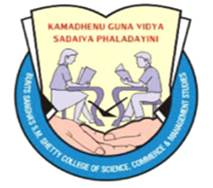 KAMADHENU GUNA VIDYA
SADAIVA PHALADAYINI
BUNTS SANGHA'S S.M. SHETTY COLLEGE OF SCIENCE, COMMERCE & MANAGEMENT STUDIES